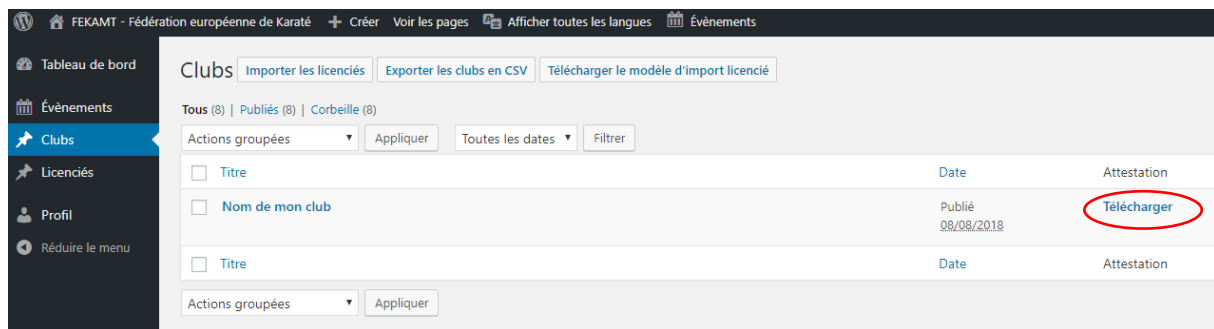 FEKAMT - Fédération européenne de Karaté Créer Voir les pages Afficher toutes les langues Évènements
Tableau de bord
Évènements
Clubs
Licenciés
Profil
Réduire le menu
Clubs Importer les licenciés Exporter les clubs en CSV Télécharger le modèle d'import licencié
Tous (8) | Publiés (8) | Corbeille (8)
Actions groupées Appliquer Toutes les dates Filtrer
Titre Date Attestation
Nom de mon club Publié Télécharger
08/08/2018
Titre Date Attestation
Actions groupées Appliquer